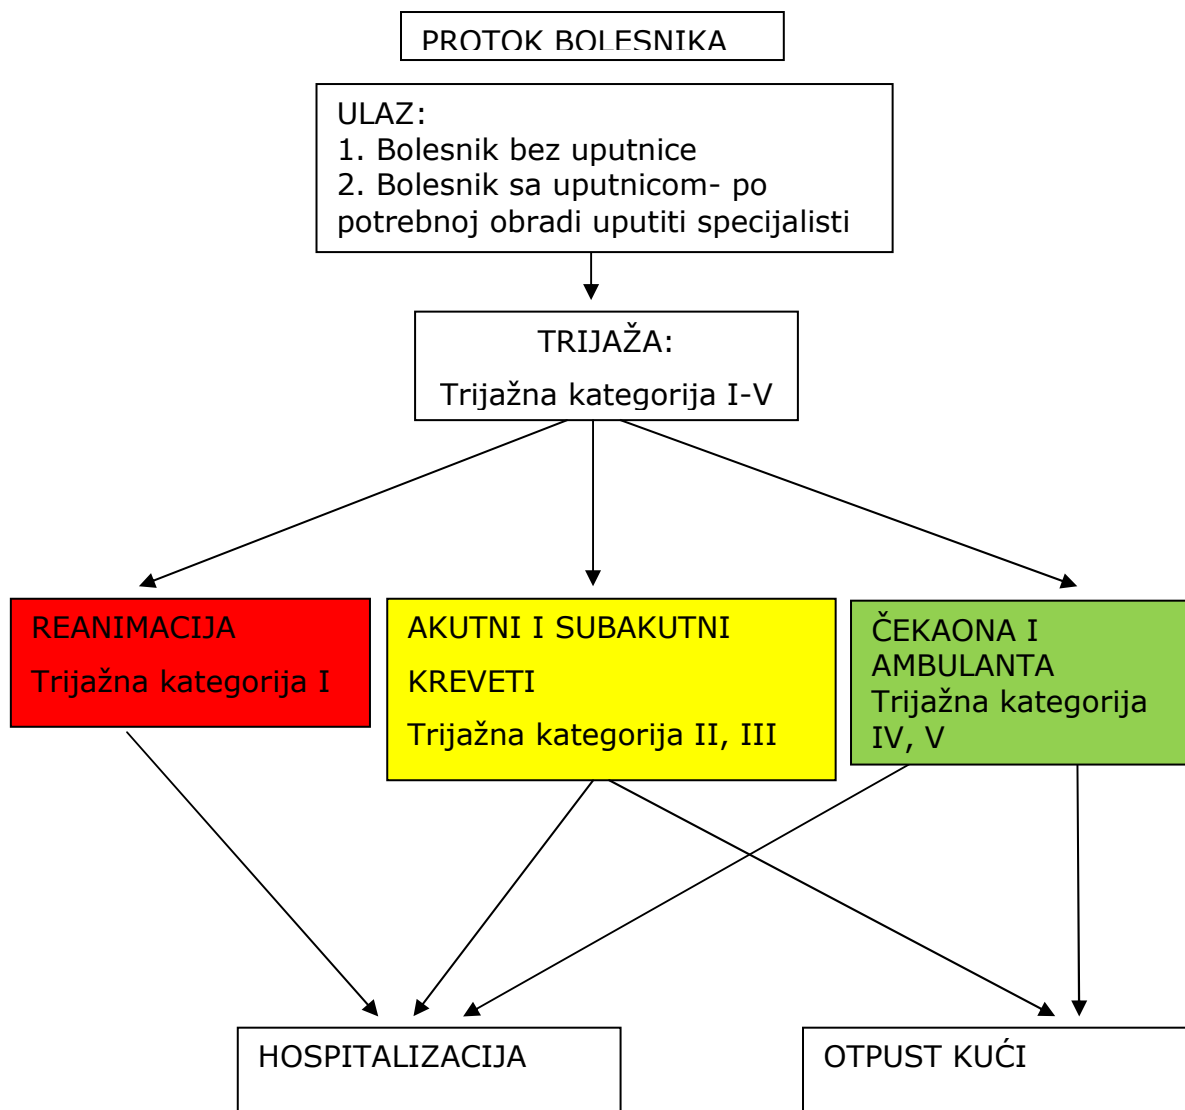 PROTOK BOLESNIKA
ULAZ:
1. Bolesnik bez uputnice
2. Bolesnik sa uputnicom- po
potrebnoj obradi uputiti specijalisti
TRIJAŽA:
Trijažna kategorija I-V
REANIMACIJA
Trijažna kategorija I
AKUTNI I SUBAKUTNI
KREVETI
Trijažna kategorija II, III
ČEKAONA I
AMBULANTA
Trijažna kategorija
IV, V
HOSPITALIZACIJA
OTPUST KUĆI